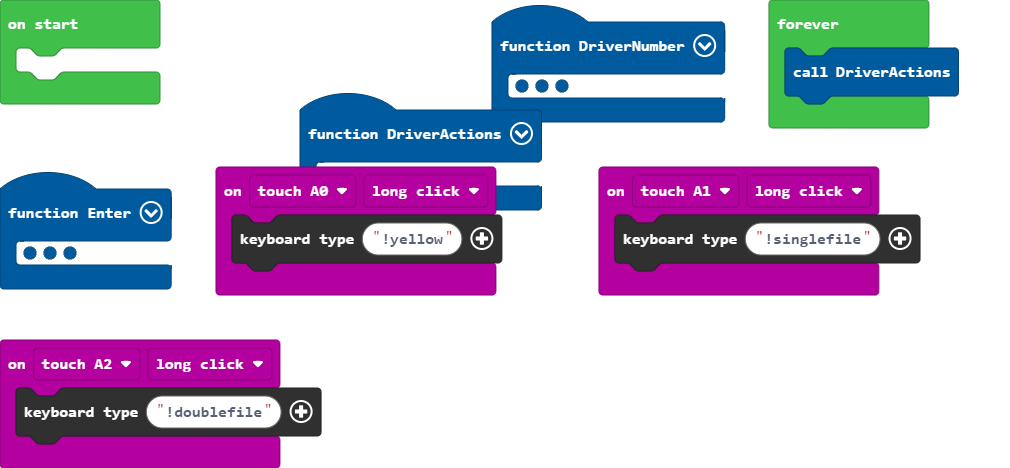 on start
function DriverNumber
forever
call DriverActions
function DriverActions
function Enter
on touch A0 long click
keyboard type "!yellow"
on touch A1 long click
keyboard type "!singlefile"
on touch A2 long click
keyboard type "!doublefile"